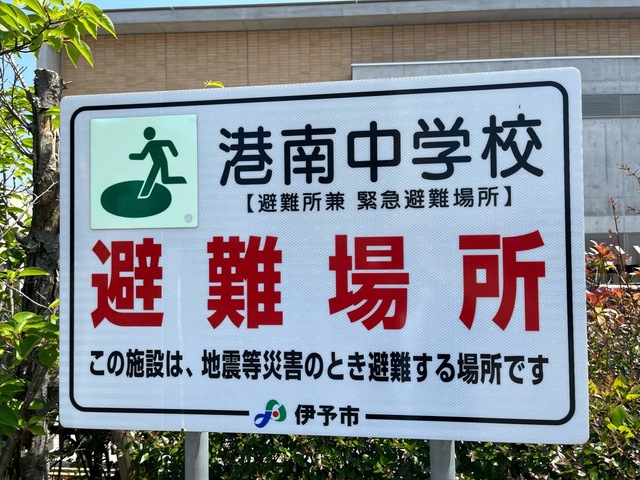 港南中学校
【避難所兼 緊急避難場所】
避難場所
この施設は、地震等災害のとき避難する場所です
伊予市